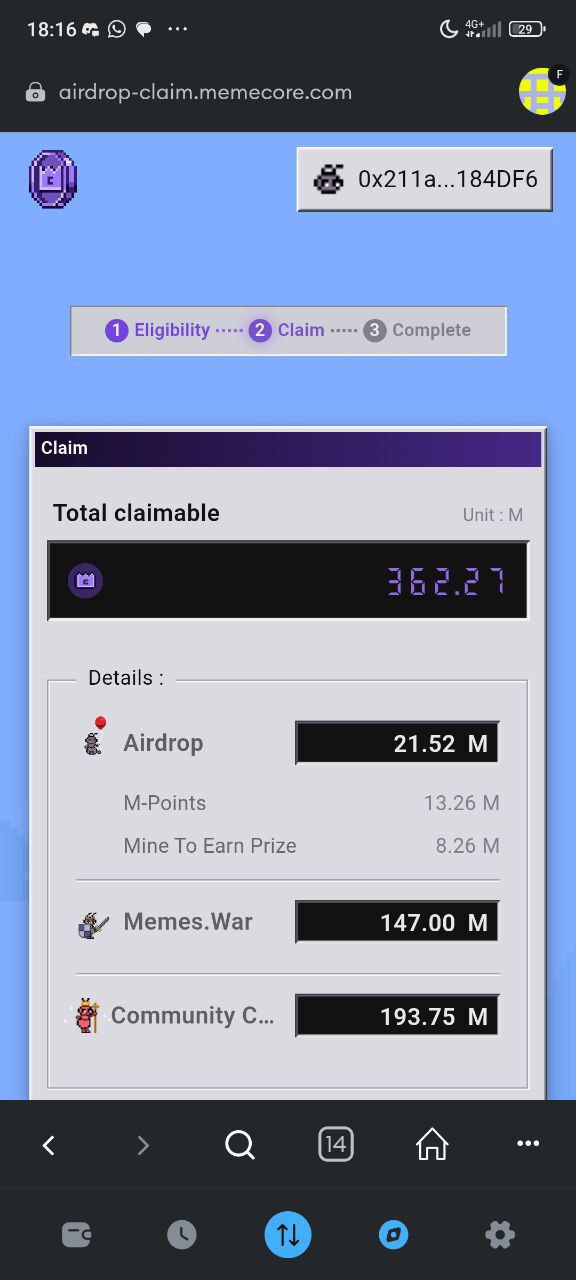 18:16
4G+
29
airdrop-claim.memecore.com
F
0x211a...184DF6
1 Eligibility 2 Claim 3 Complete
Claim
Total claimable
Unit : M
362.27
Details :
Airdrop 21.52 M
M-Points 13.26 M
Mine To Earn Prize 8.26 M
Memes.War 147.00 M
Community C... 193.75 M
14